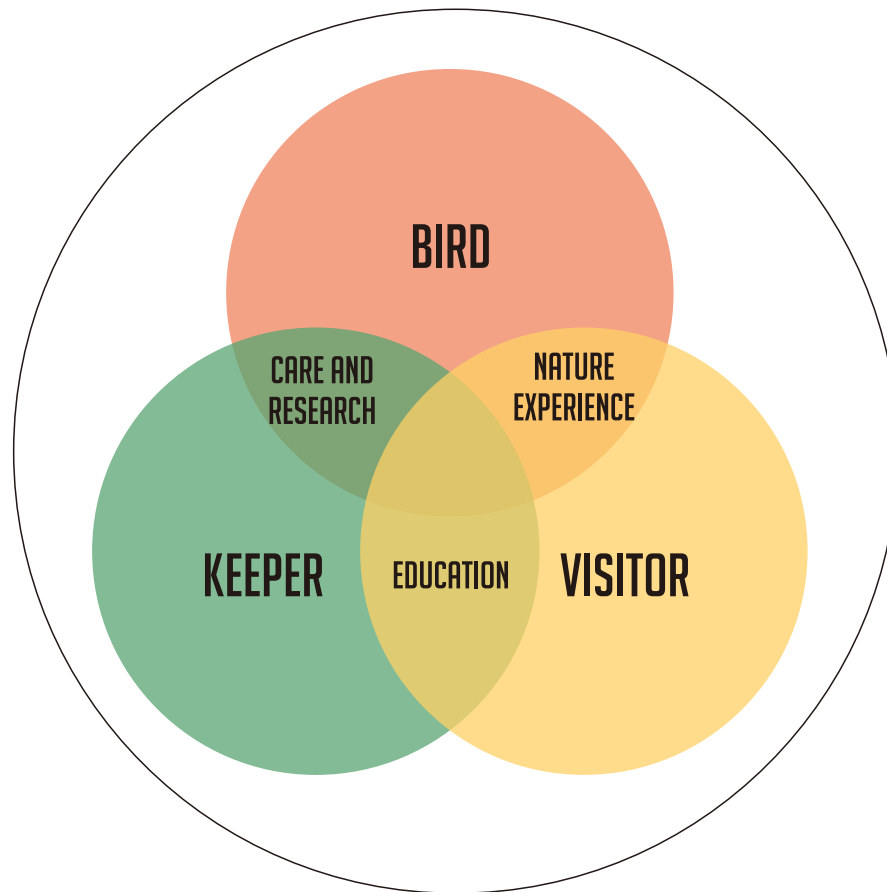 BIRD
CARE AND
RESEARCH
NATURE
EXPERIENCE
KEEPER
EDUCATION
VISITOR